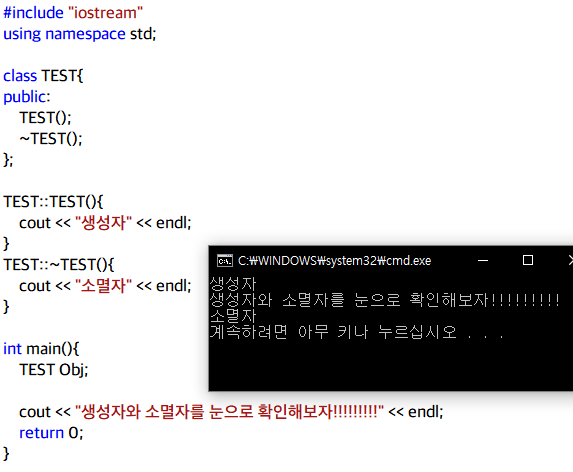 #include "iostream"
using namespace std;
class TEST{
public:
TEST();
~TEST();
};
TEST::TEST(){
cout << "생성자" << endl;
}
TEST::~TEST(){
cout << "소멸자" << endl;
}
int main(){
TEST Obj;
cout << "생성자와 소멸자를 눈으로 확인해보자!!!!!!!!!" << endl;
return 0;
}
C:₩WINDOWS₩system32₩cmd.exe
생성자
생성자와 소멸자를 눈으로 확인해보자!!!!!!!!!
소멸자
계속하려면 아무 키나 누르십시오 . . .